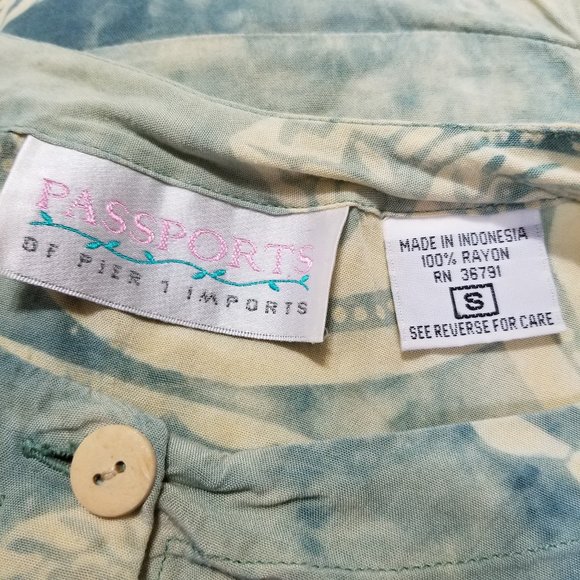 PASSPORTS
OF PIER 1 IMPORTS
MADE IN INDONESIA
100% RAYON
RN 36791
S
SEE REVERSE FOR CARE